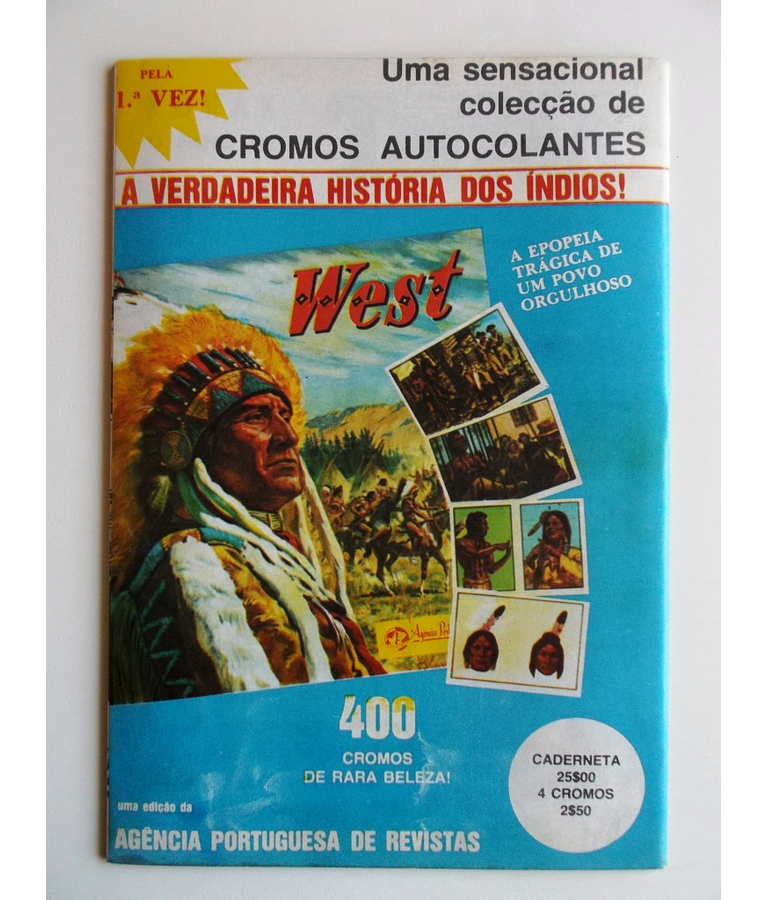 PELA
1.ª VEZ!
Uma sensacional
colecção de
CROMOS AUTOCOLANTES
A VERDADEIRA HISTÓRIA DOS ÍNDIOS!
A EPOPEIA
TRÁGICA DE
UM POVO
ORGULHOSO
West
Agência
400
CROMOS
DE RARA BELEZA!
CADERNETA
25$00
4 CROMOS
2$50
uma edição da
AGÊNCIA PORTUGUESA DE REVISTAS